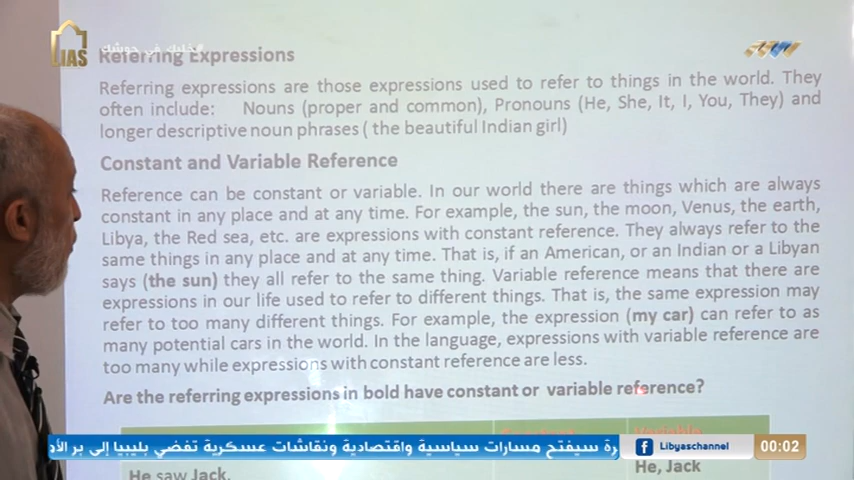 IAS
#خليك في حوشك
Referring Expressions
Referring expressions are those expressions used to refer to things in the world. They
often include: Nouns (proper and common), Pronouns (He, She, It, I, You, They) and
longer descriptive noun phrases ( the beautiful Indian girl)
Constant and Variable Reference
Reference can be constant or variable. In our world there are things which are always
constant in any place and at any time. For example, the sun, the moon, Venus, the earth,
Libya, the Red sea, etc. are expressions with constant reference. They always refer to the
same things in any place and at any time. That is, if an American, or an Indian or a Libyan
says (the sun) they all refer to the same thing. Variable reference means that there are
expressions in our life used to refer to different things. That is, the same expression may
refer to too many different things. For example, the expression (my car) can refer to as
many potential cars in the world. In the language, expressions with variable reference are
too many while expressions with constant reference are less.
Are the referring expressions in bold have constant or variable reference?
Constant Variable
سيفتح مسارات سياسية واقتصادية ونقاشات عسكرية تفضي بليبيا إلى بر
Libyaschannel
00:02
He saw Jack. He, Jack